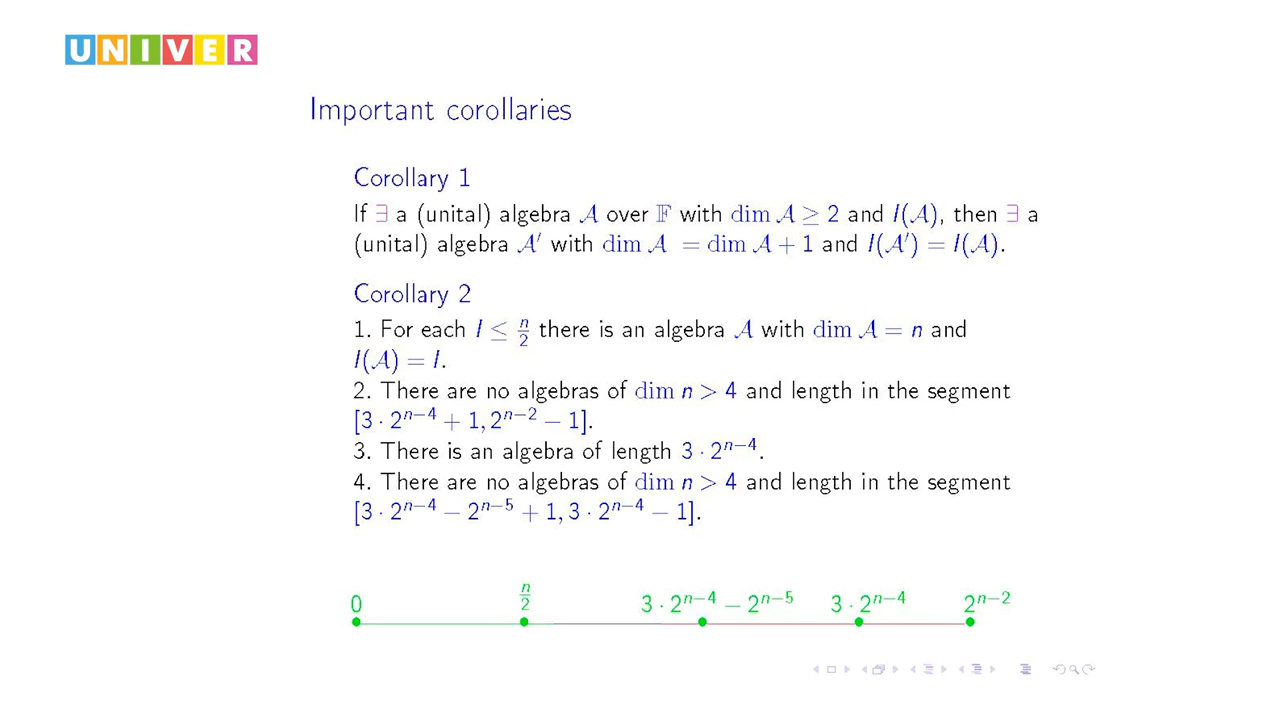 UNIVER
Important corollaries
Corollary 1
If ∃ a (unital) algebra 𝒜 over 𝔽 with dim 𝒜 ≥ 2 and l(𝒜), then ∃ a
(unital) algebra 𝒜′ with dim 𝒜 = dim 𝒜 + 1 and l(𝒜′) = l(𝒜).
Corollary 2
1. For each l ≤ n/2 there is an algebra 𝒜 with dim 𝒜 = n and
l(𝒜) = l.
2. There are no algebras of dim n > 4 and length in the segment
[3 · 2^{n−4} + 1, 2^{n−2} − 1].
3. There is an algebra of length 3 · 2^{n−4}.
4. There are no algebras of dim n > 4 and length in the segment
[3 · 2^{n−4} − 2^{n−5} + 1, 3 · 2^{n−4} − 1].
0 n/2 3 · 2^{n−4} − 2^{n−5} 3 · 2^{n−4} 2^{n−2}